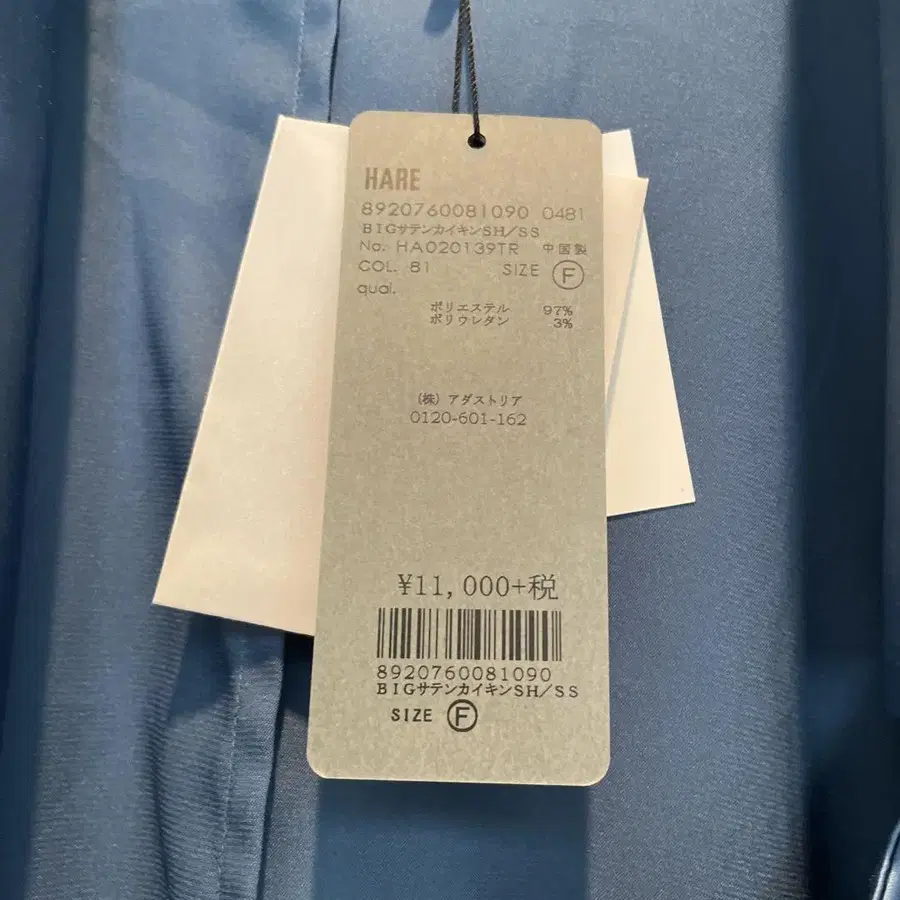 HARE
8920760081090 0481
BIGサテンカイキンSH/SS
No. HA020139TR 中国製
COL. 81 SIZE F
qual.
ポリエステル 97%
ポリウレタン 3%
(株) アダストリア
0120-601-162
¥11,000+税
8920760081090
BIGサテンカイキンSH/SS
SIZE F